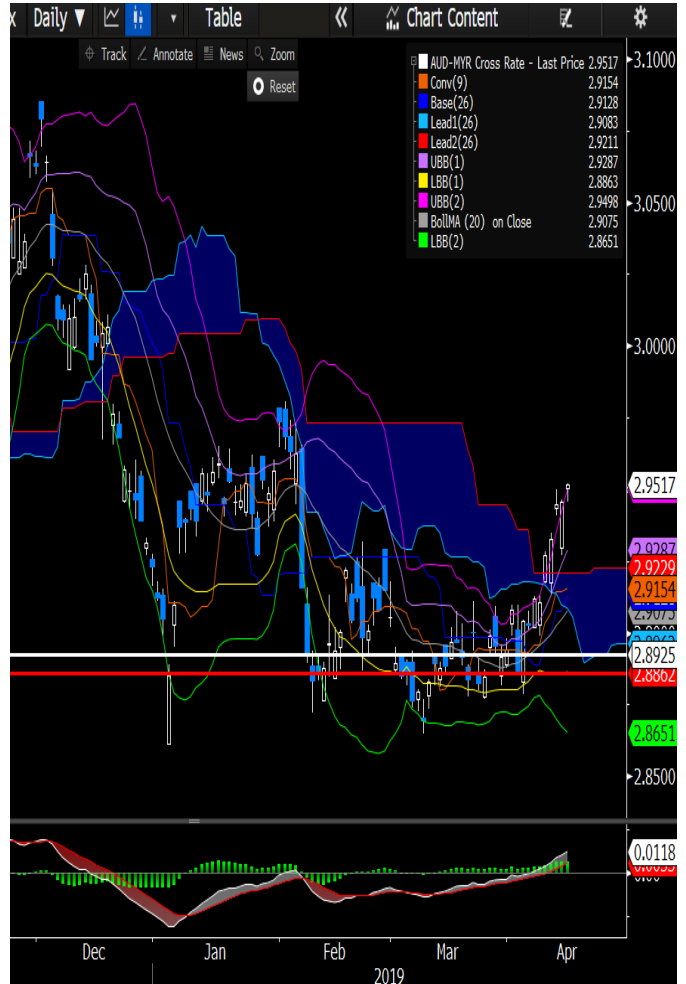 x Daily ▼ Table « Chart Content
Track Annotate News Zoom
Reset
AUD-MYR Cross Rate - Last Price 2.9517
Conv(9) 2.9154
Base(26) 2.9128
Lead1(26) 2.9083
Lead2(26) 2.9211
UBB(1) 2.9287
LBB(1) 2.8863
UBB(2) 2.9498
BollMA (20) on Close 2.9075
LBB(2) 2.8651
3.1000
3.0500
3.0000
2.9517
2.9287
2.9229
2.9154
2.9075
2.8925
2.8862
2.8651
2.8500
0.0118
Dec Jan Feb Mar Apr
2019